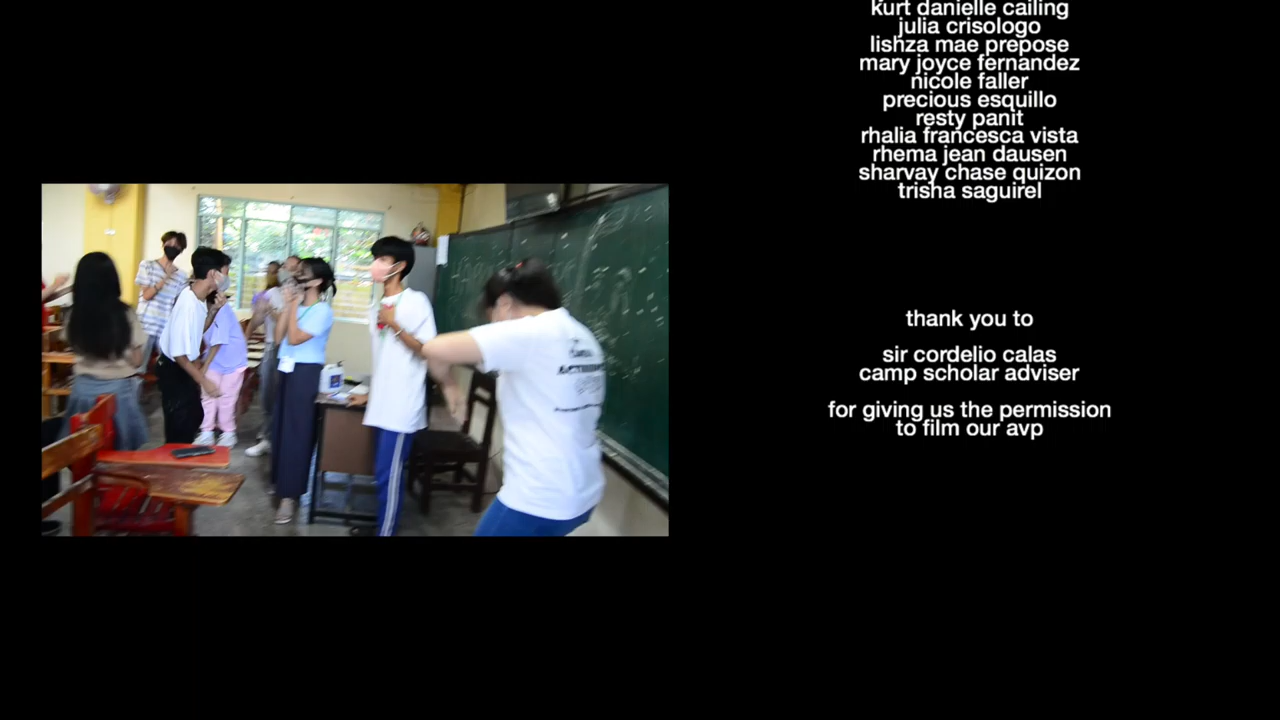 kurt danielle cailing
julia crisologo
lishza mae prepose
mary joyce fernandez
nicole faller
precious esquillo
resty panit
rhalia francesca vista
rhema jean dausen
sharvay chase quizon
trisha saguirel
thank you to
sir cordelio calas
camp scholar adviser
for giving us the permission
to film our avp